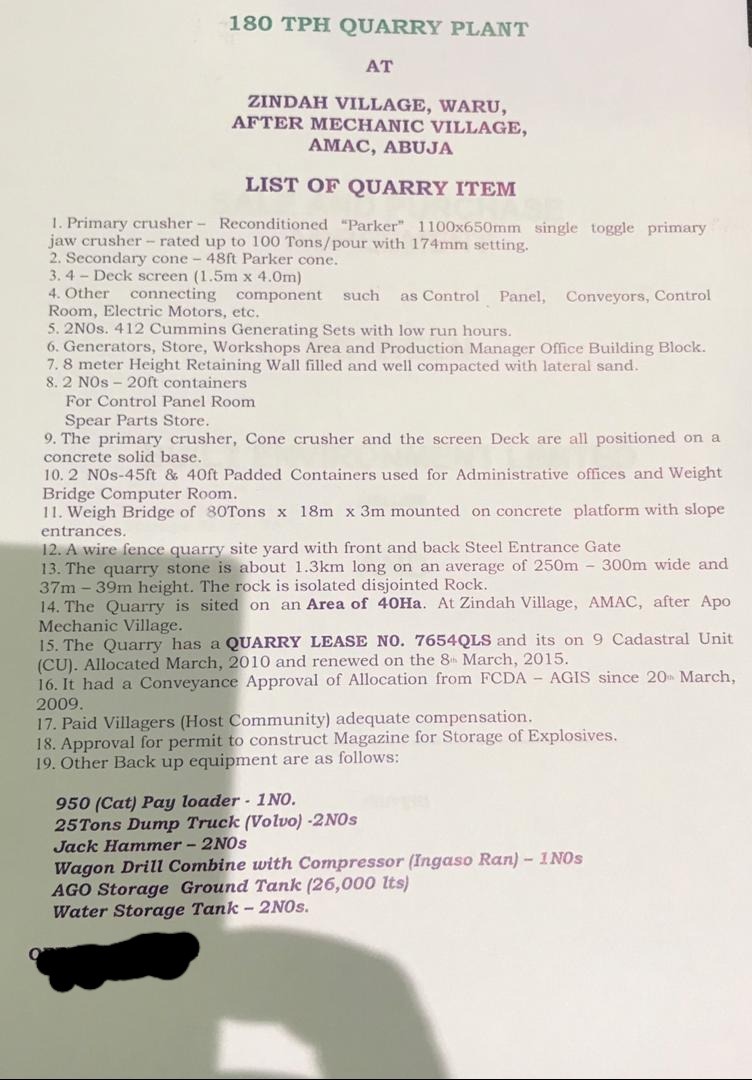 180 TPH QUARRY PLANT
AT
ZINDAH VILLAGE, WARU,
AFTER MECHANIC VILLAGE,
AMAC, ABUJA
LIST OF QUARRY ITEM
1. Primary crusher – Reconditioned “Parker” 1100x650mm single toggle primary
jaw crusher – rated up to 100 Tons/pour with 174mm setting.
2. Secondary cone – 48ft Parker cone.
3. 4 – Deck screen (1.5m x 4.0m)
4. Other connecting component such as Control Panel, Conveyors, Control
Room, Electric Motors, etc.
5. 2N0s. 412 Cummins Generating Sets with low run hours.
6. Generators, Store, Workshops Area and Production Manager Office Building Block.
7. 8 meter Height Retaining Wall filled and well compacted with lateral sand.
8. 2 N0s – 20ft containers
For Control Panel Room
Spear Parts Store.
9. The primary crusher, Cone crusher and the screen Deck are all positioned on a
concrete solid base.
10. 2 N0s-45ft & 40ft Padded Containers used for Administrative offices and Weight
Bridge Computer Room.
11. Weigh Bridge of 80Tons x 18m x 3m mounted on concrete platform with slope
entrances.
12. A wire fence quarry site yard with front and back Steel Entrance Gate
13. The quarry stone is about 1.3km long on an average of 250m – 300m wide and
37m – 39m height. The rock is isolated disjointed Rock.
14. The Quarry is sited on an Area of 40Ha. At Zindah Village, AMAC, after Apo
Mechanic Village.
15. The Quarry has a QUARRY LEASE NO. 7654QLS and its on 9 Cadastral Unit
(CU). Allocated March, 2010 and renewed on the 8th March, 2015.
16. It had a Conveyance Approval of Allocation from FCDA – AGIS since 20th March,
2009.
17. Paid Villagers (Host Community) adequate compensation.
18. Approval for permit to construct Magazine for Storage of Explosives.
19. Other Back up equipment are as follows:
950 (Cat) Pay loader - 1N0.
25Tons Dump Truck (Volvo) -2N0s
Jack Hammer – 2N0s
Wagon Drill Combine with Compressor (Ingaso Ran) – 1N0s
AGO Storage Ground Tank (26,000 lts)
Water Storage Tank – 2N0s.